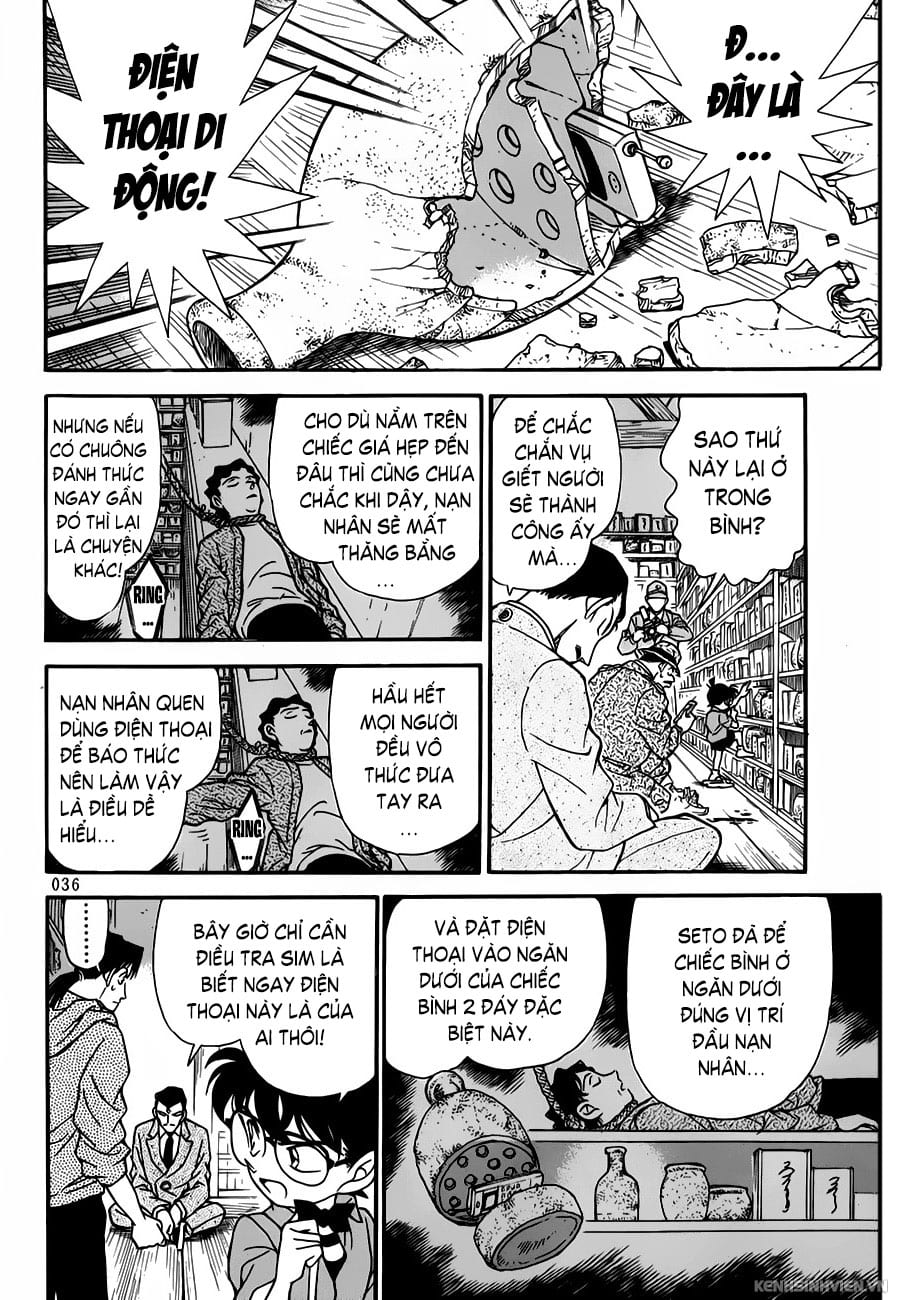 Đ...
ĐÂY LÀ
...
ĐIỆN
THOẠI DI
ĐỘNG!
SAO THỨ
NÀY LẠI Ở
TRONG
BÌNH?
ĐỂ CHẮC
CHẮN VỤ
GIẾT NGƯỜI
SẼ THÀNH
CÔNG ẤY
MÀ...
CHO DÙ NẰM TRÊN
CHIẾC GIÁ HẸP ĐẾN
ĐÂU THÌ CŨNG CHƯA
CHẮC KHI DẬY, NẠN
NHÂN SẼ MẤT
THĂNG BẰNG
...
NHƯNG NẾU
CÓ CHUÔNG
ĐÁNH THỨC
NGAY GẦN
ĐÓ THÌ LẠI
LÀ CHUYỆN
KHÁC!
RING
...
HẦU HẾT
MỌI NGƯỜI
ĐỀU VÔ
THỨC ĐƯA
TAY RA
...
NẠN NHÂN QUEN
DÙNG ĐIỆN THOẠI
ĐỂ BÁO THỨC
NÊN LÀM VẬY
LÀ ĐIỀU DỄ
HIỂU...
RING
...
036
SETO ĐÃ ĐỂ
CHIẾC BÌNH Ở
NGĂN DƯỚI
ĐÚNG VỊ TRÍ
ĐẦU NẠN
NHÂN...
VÀ ĐẶT ĐIỆN
THOẠI VÀO NGĂN
DƯỚI CỦA CHIẾC
BÌNH 2 ĐÁY ĐẶC
BIỆT NÀY.
BÂY GIỜ CHỈ CẦN
ĐIỀU TRA SIM LÀ
BIẾT NGAY ĐIỆN
THOẠI NÀY LÀ CỦA
AI THÔI!
........
KENHSINHVIEN.VN